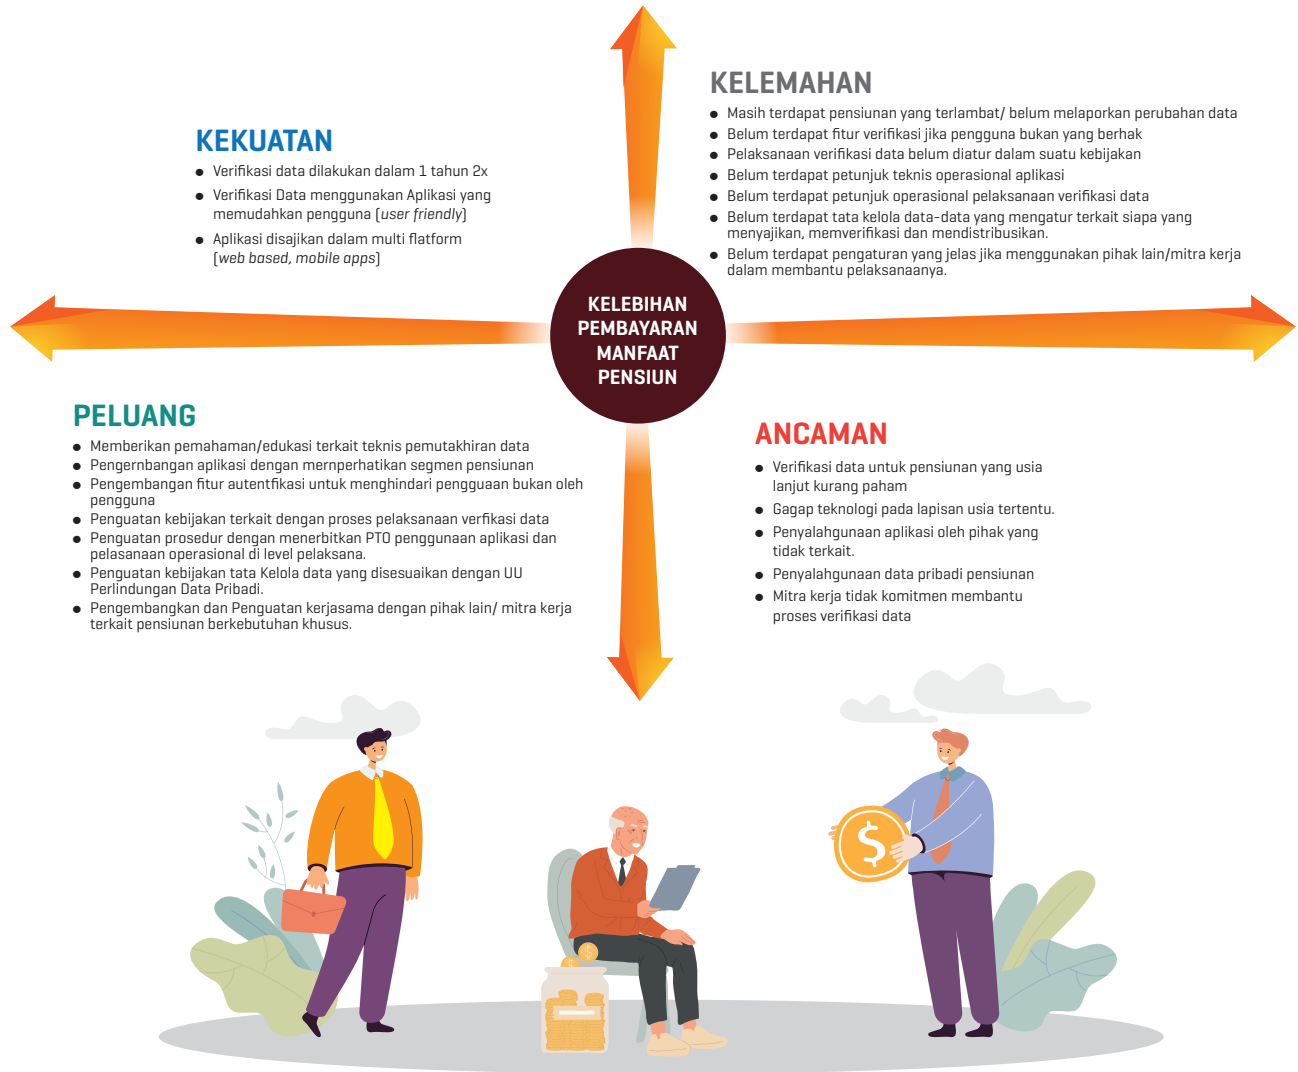 KEKUATAN
● Verifikasi data dilakukan dalam 1 tahun 2x
● Verifikasi Data menggunakan Aplikasi yang
memudahkan pengguna (user friendly)
● Aplikasi disajikan dalam multi flatform
(web based, mobile apps)
KELEMAHAN
● Masih terdapat pensiunan yang terlambat/ belum melaporkan perubahan data
● Belum terdapat fitur verifikasi jika pengguna bukan yang berhak
● Pelaksanaan verifikasi data belum diatur dalam suatu kebijakan
● Belum terdapat petunjuk teknis operasional aplikasi
● Belum terdapat petunjuk operasional pelaksanaan verifikasi data
● Belum terdapat tata kelola data-data yang mengatur terkait siapa yang
menyajikan, memverifikasi dan mendistribusikan.
● Belum terdapat pengaturan yang jelas jika menggunakan pihak lain/mitra kerja
dalam membantu pelaksanaanya.
KELEBIHAN
PEMBAYARAN
MANFAAT
PENSIUN
PELUANG
● Memberikan pemahaman/edukasi terkait teknis pemutakhiran data
● Pengernbangan aplikasi dengan mernperhatikan segmen pensiunan
● Pengembangan fitur autentfikasi untuk menghindari pengguaan bukan oleh
pengguna
● Penguatan kebijakan terkait dengan proses pelaksanaan verfikasi data
● Penguatan prosedur dengan menerbitkan PTO penggunaan aplikasi dan
pelasanaan operasional di level pelaksana.
● Penguatan kebijakan tata Kelola data yang disesuaikan dengan UU
Perlindungan Data Pribadi.
● Pengembangkan dan Penguatan kerjasama dengan pihak lain/ mitra kerja
terkait pensiunan berkebutuhan khusus.
ANCAMAN
● Verifikasi data untuk pensiunan yang usia
lanjut kurang paham
● Gagap teknologi pada lapisan usia tertentu.
● Penyalahgunaan aplikasi oleh pihak yang
tidak terkait.
● Penyalahgunaan data pribadi pensiunan
● Mitra kerja tidak komitmen membantu
proses verifikasi data
$
$
$